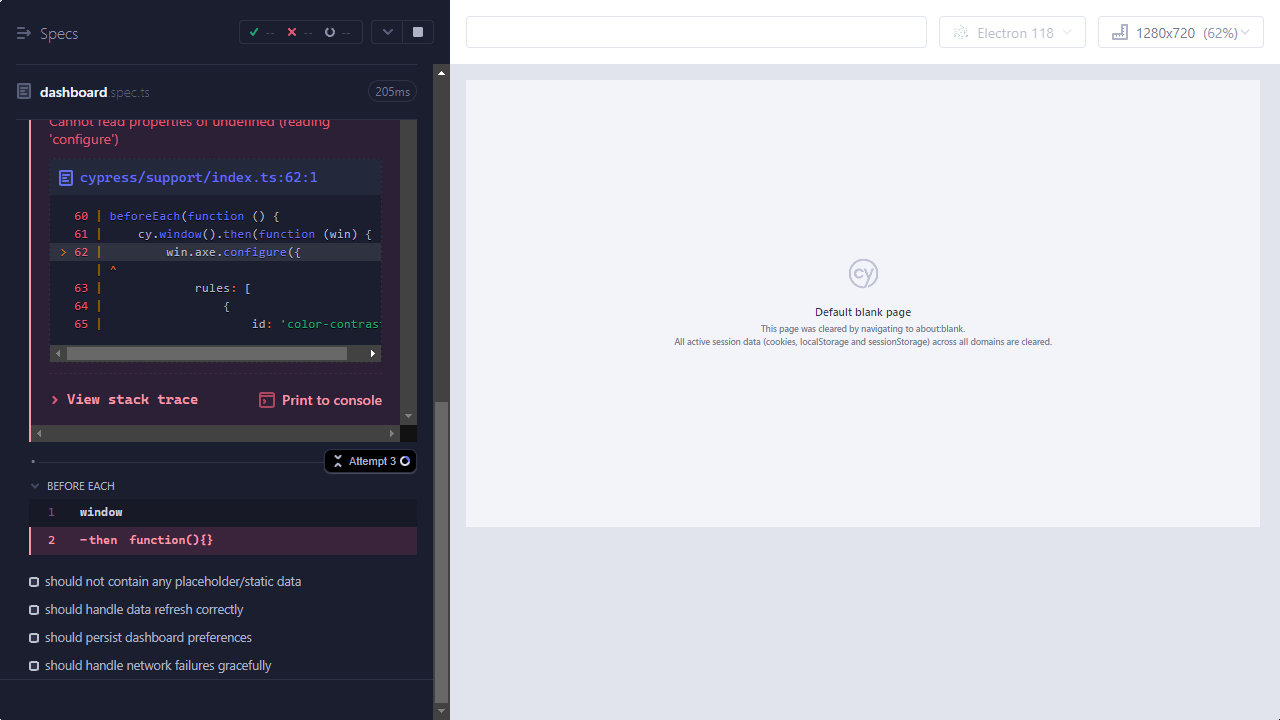 Specs
-- -- --
Electron 118
1280x720 (62%)
dashboard.spec.ts
205ms
Cannot read properties of undefined (reading
'configure')
cypress/support/index.ts:62:1
60 | beforeEach(function () {
61 | cy.window().then(function (win) {
> 62 | win.axe.configure({
| ^
63 | rules: [
64 | {
65 | id: 'color-contrast
View stack trace
Print to console
Attempt 3
BEFORE EACH
1 window
2 -then function(){}
should not contain any placeholder/static data
should handle data refresh correctly
should persist dashboard preferences
should handle network failures gracefully
cy
Default blank page
This page was cleared by navigating to about:blank.
All active session data (cookies, localStorage and sessionStorage) across all domains are cleared.